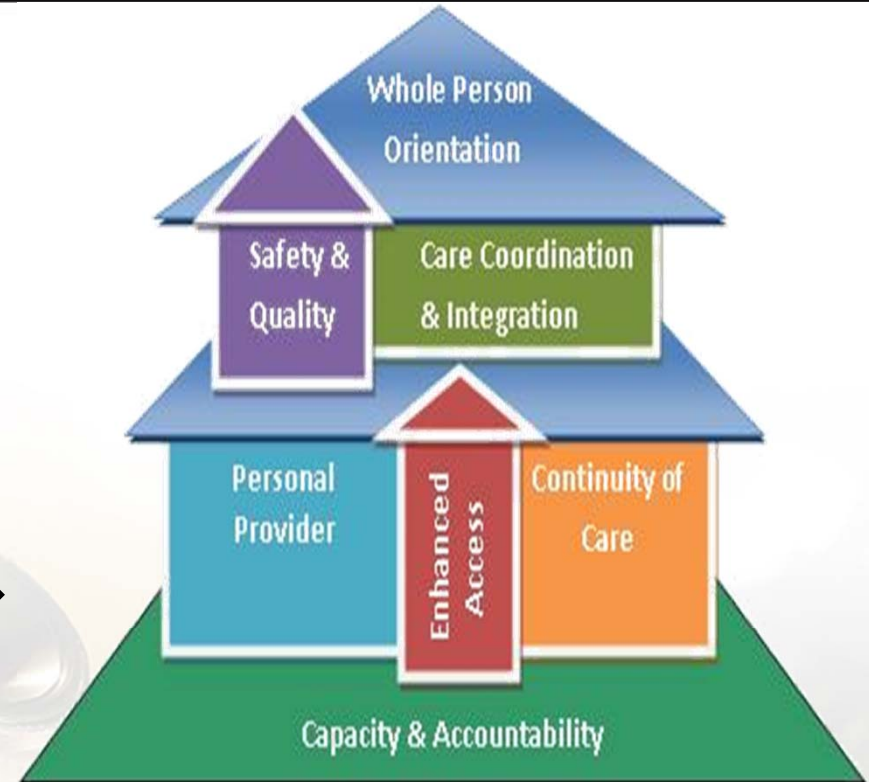 Whole Person
Orientation
Safety &
Quality
Care Coordination
& Integration
Personal
Provider
Enhanced
Access
Continuity of
Care
Capacity & Accountability